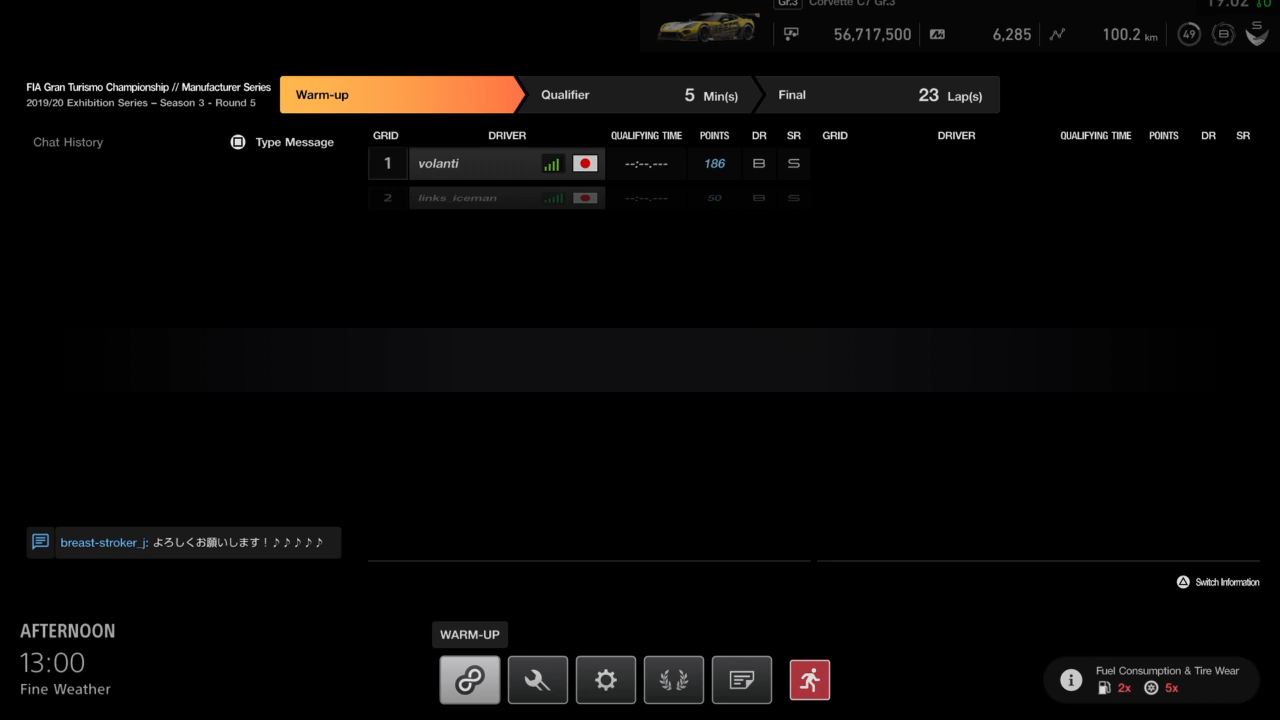 Gr.3 Corvette C7 Gr.3
19:02
56,717,500 6,285 100.2 km 49 B S
FIA Gran Turismo Championship // Manufacturer Series
2019/20 Exhibition Series – Season 3 - Round 5
Warm-up Qualifier 5 Min(s) Final 23 Lap(s)
Chat History Type Message
GRID DRIVER QUALIFYING TIME POINTS DR SR GRID DRIVER QUALIFYING TIME POINTS DR SR
1 volanti --:--.--- 186 B S
2 links_iceman --:--.--- 50 B S
breast-stroker_j: よろしくお願いします！♪♪♪♪♪
Switch Information
AFTERNOON
13:00
Fine Weather
WARM-UP
Fuel Consumption & Tire Wear
2x 5x